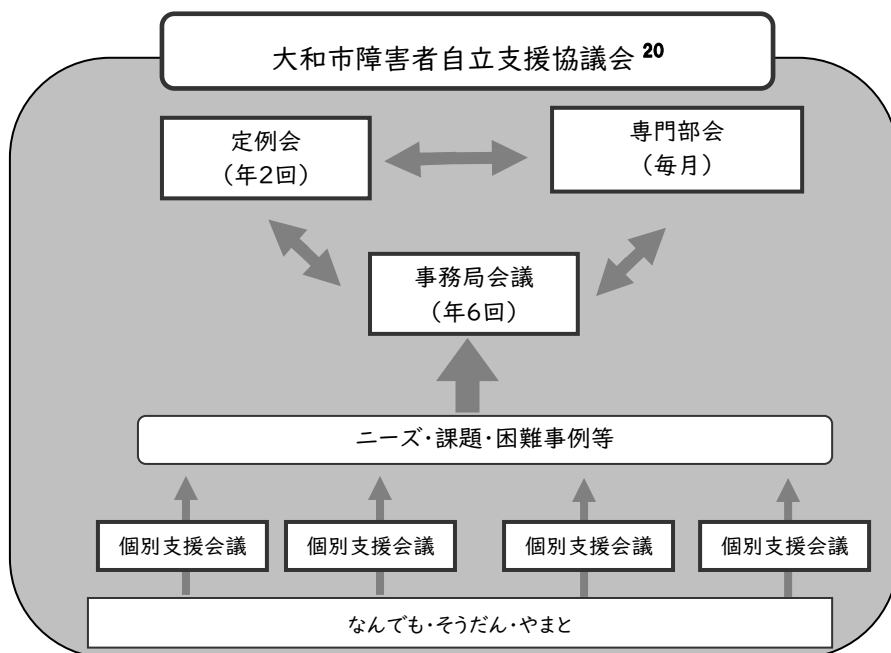 大和市障害者自立支援協議会 20
定例会
（年2回）
専門部会
（毎月）
事務局会議
（年6回）
ニーズ・課題・困難事例等
個別支援会議
個別支援会議
個別支援会議
個別支援会議
なんでも・そうだん・やまと